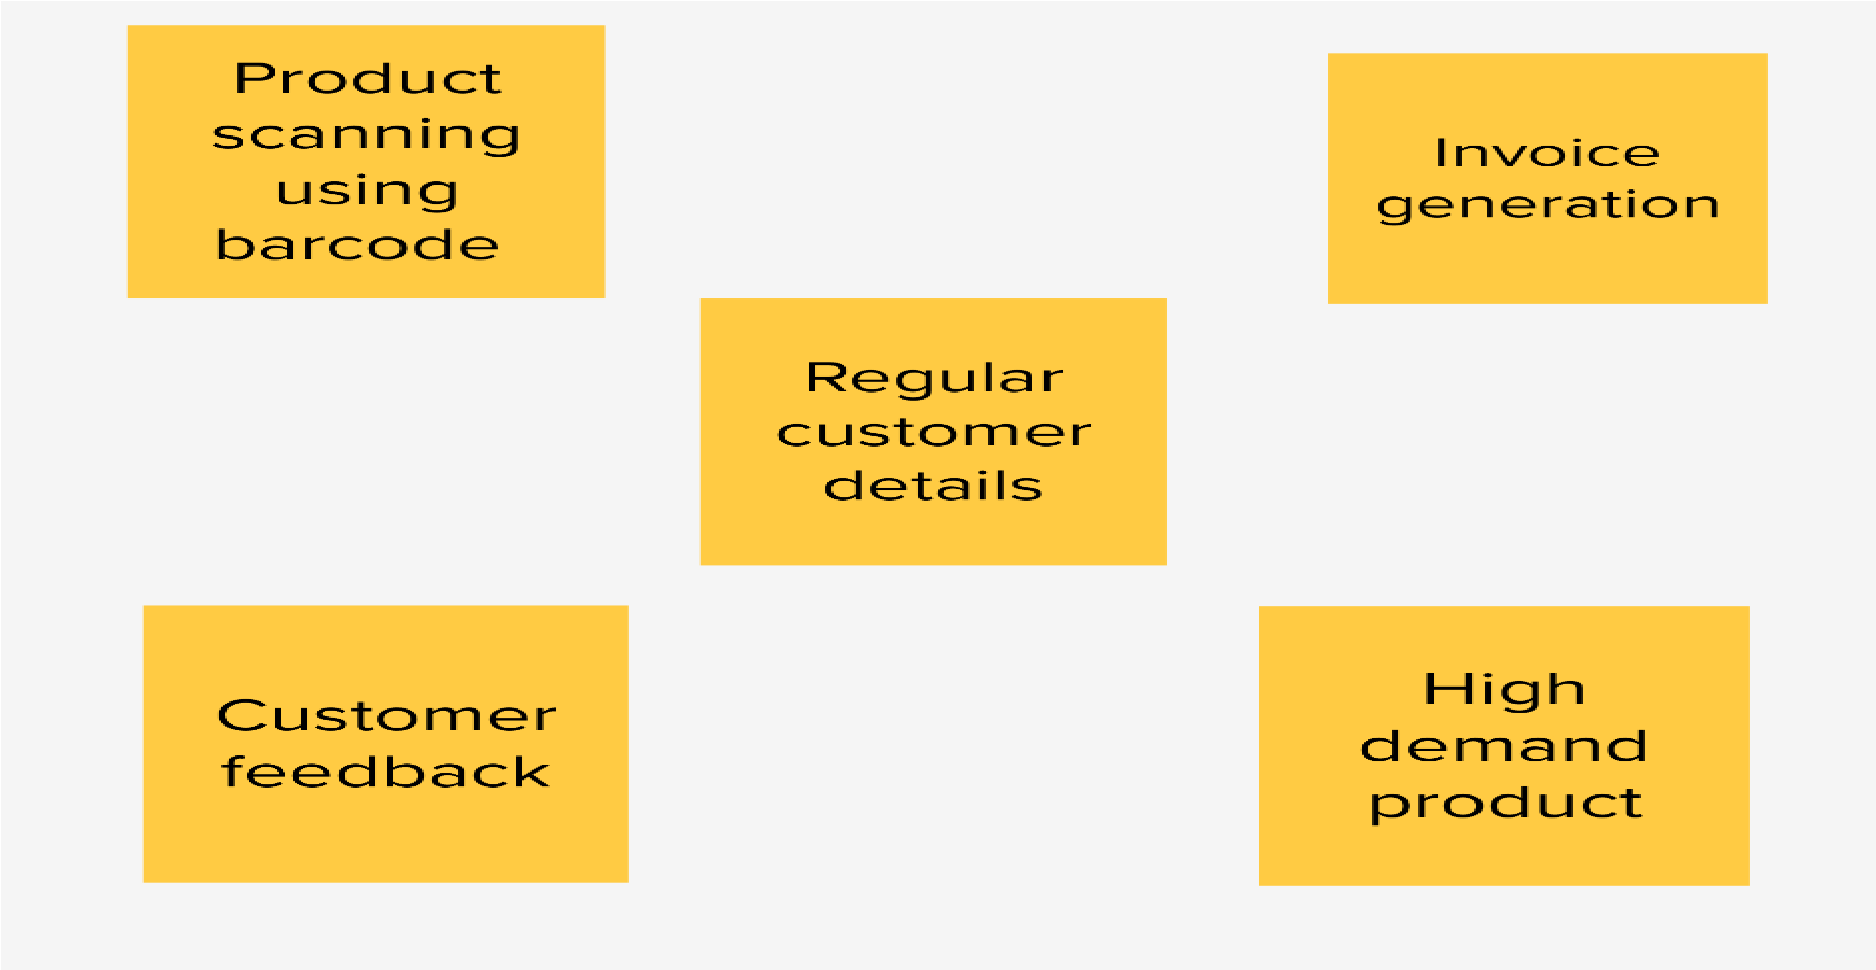 Product
scanning
using
barcode
Invoice
generation
Regular
customer
details
Customer
feedback
High
demand
product